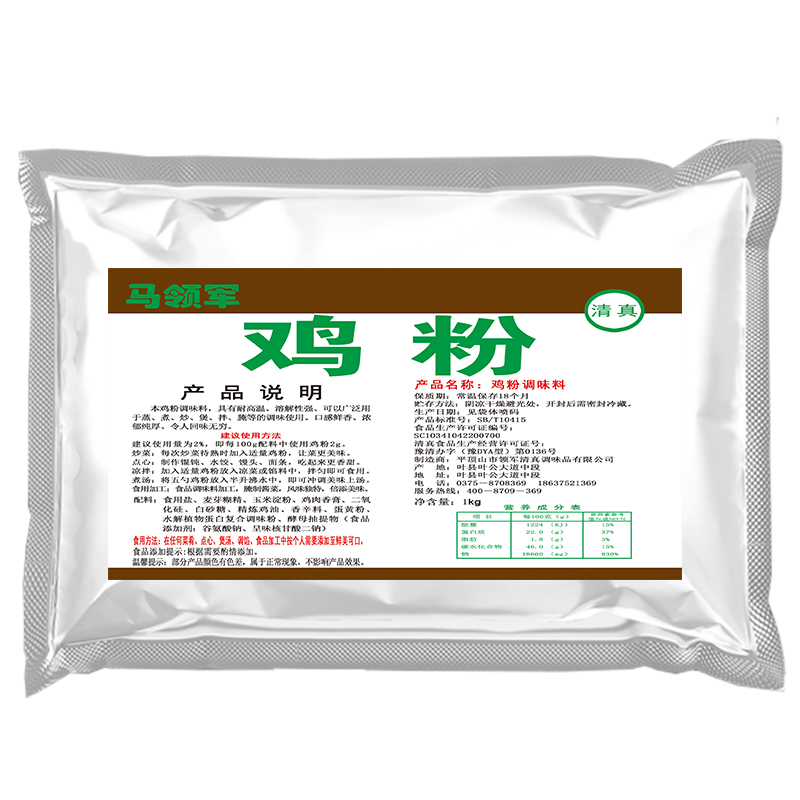 马领军
清真
鸡粉
产品说明
本鸡粉调味料，具有耐高温、溶解性强、可以广泛用
于蒸、煮、炒、煲、拌、腌等的调味使用。口感鲜香、浓
郁纯厚、令人回味无穷。
建议使用方法
建议使用量为2%，即每100g配料中使用鸡粉2g。
炒菜：每次炒菜待熟时加入适量鸡粉，让菜更美味。
点心：制作馄饨、水饺、馒头、面条，吃起来更香甜。
凉拌：加入适量鸡粉放入凉菜或馅料中，拌匀即可食用。
煮汤：将五勺鸡粉放入半升沸水中，即可冲调美味上汤。
食用加工：食品调味料加工，腌制酱菜，风味独特，倍添美味。
配料：食用盐、麦芽糊精、玉米淀粉、鸡肉香膏、二氧
化硅、白砂糖、精炼鸡油、香辛料、蛋黄粉、
水解植物蛋白复合调味粉、酵母抽提物（食品
添加剂：谷氨酸钠、呈味核苷酸二钠）
食用方法：在任何菜肴、点心、煲汤、调馅、食品加工中按个人需要添加至鲜美可口。
食品添加提示:根据需要酌情添加。
温馨提示：部分产品颜色有色差，属于正常现象，不影响产品效果。
产品名称：鸡粉调味料
保质期：常温保存18个月
贮存方法：阴凉干燥避光处，开封后需密封冷藏。
生产日期：见袋体喷码
产品标准号：SB/T10415
食品生产许可证编号：
SC10341042200700
清真食品生产经营许可证号：
豫清办字《豫DYA型》第0136号
制造商：平顶山市领军清真调味品有限公司
产 地：叶县叶公大道中段
地 址：叶县叶公大道中段
电 话：0375-8708369 18637521369
服务热线：400-8709-369
净含量：1kg
营养成分表
项目 每100克（g）
能量 1224（KJ） 15%
蛋白质 22.0（g） 37%
脂肪 1.8（g） 3%
碳水化合物 46.0（g） 15%
钠 18660（mg） 930%